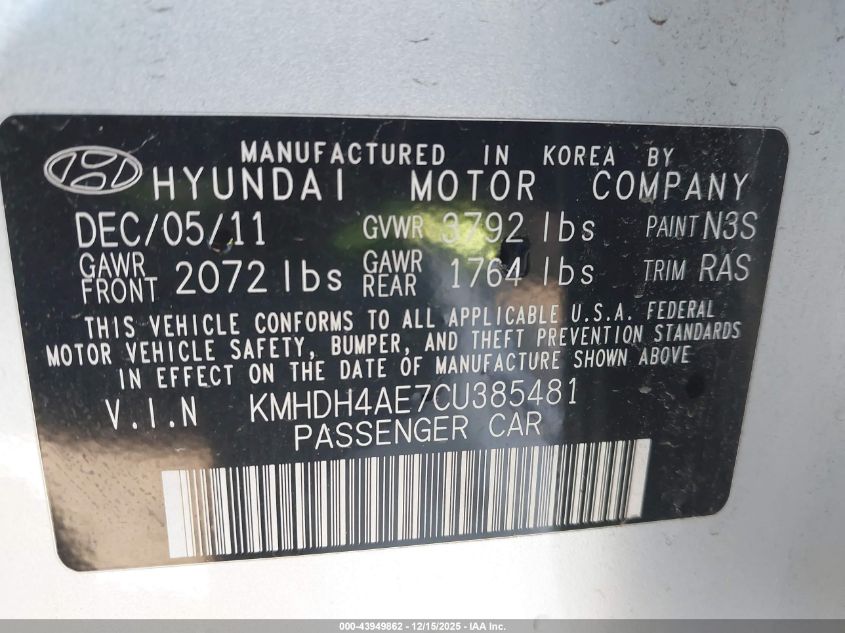 MANUFACTURED IN KOREA BY
HYUNDAI MOTOR COMPANY
DEC/05/11 GVWR 3792 lbs PAINT N3S
GAWR FRONT 2072 lbs GAWR REAR 1764 lbs TRIM RAS
THIS VEHICLE CONFORMS TO ALL APPLICABLE U.S.A. FEDERAL
MOTOR VEHICLE SAFETY, BUMPER, AND THEFT PREVENTION STANDARDS
IN EFFECT ON THE DATE OF MANUFACTURE SHOWN ABOVE
V.I.N KMHDH4AE7CU385481
PASSENGER CAR
000-43949862 - 12/15/2025 - IAA Inc.